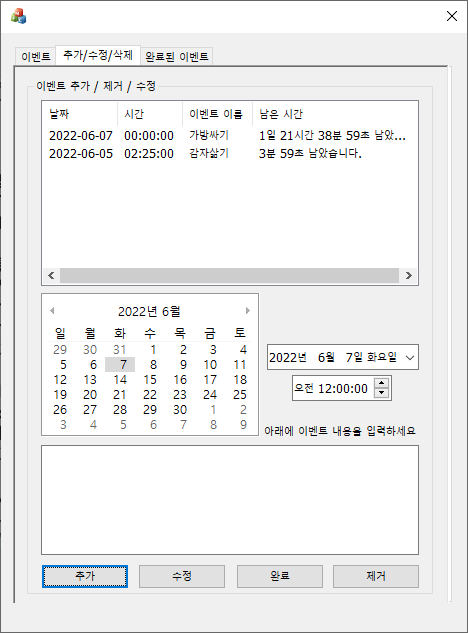 이벤트 추가/수정/삭제 완료된 이벤트
이벤트 추가 / 제거 / 수정
날짜 시간 이벤트 이름 남은 시간
2022-06-07 00:00:00 가방싸기 1일 21시간 38분 59초 남았...
2022-06-05 02:25:00 감자삶기 3분 59초 남았습니다.
2022년 6월
일 월 화 수 목 금 토
29 30 31 1 2 3 4
5 6 7 8 9 10 11
12 13 14 15 16 17 18
19 20 21 22 23 24 25
26 27 28 29 30 1 2
3 4 5 6 7 8 9
2022년 6월 7일 화요일
오전 12:00:00
아래에 이벤트 내용을 입력하세요
추가 수정 완료 제거